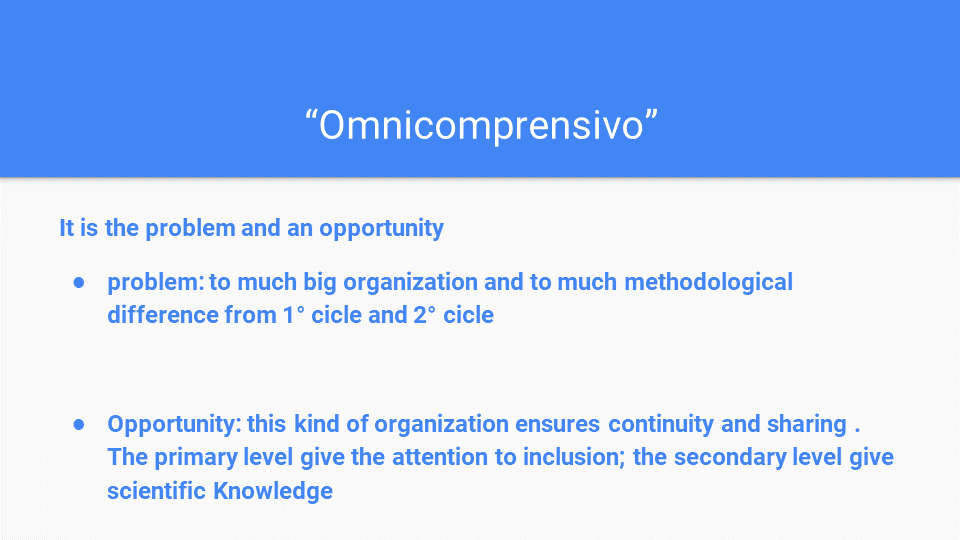 “Omnicomprensivo”
It is the problem and an opportunity
● problem: to much big organization and to much methodological
difference from 1° cicle and 2° cicle
● Opportunity: this kind of organization ensures continuity and sharing .
The primary level give the attention to inclusion; the secondary level give
scientific Knowledge